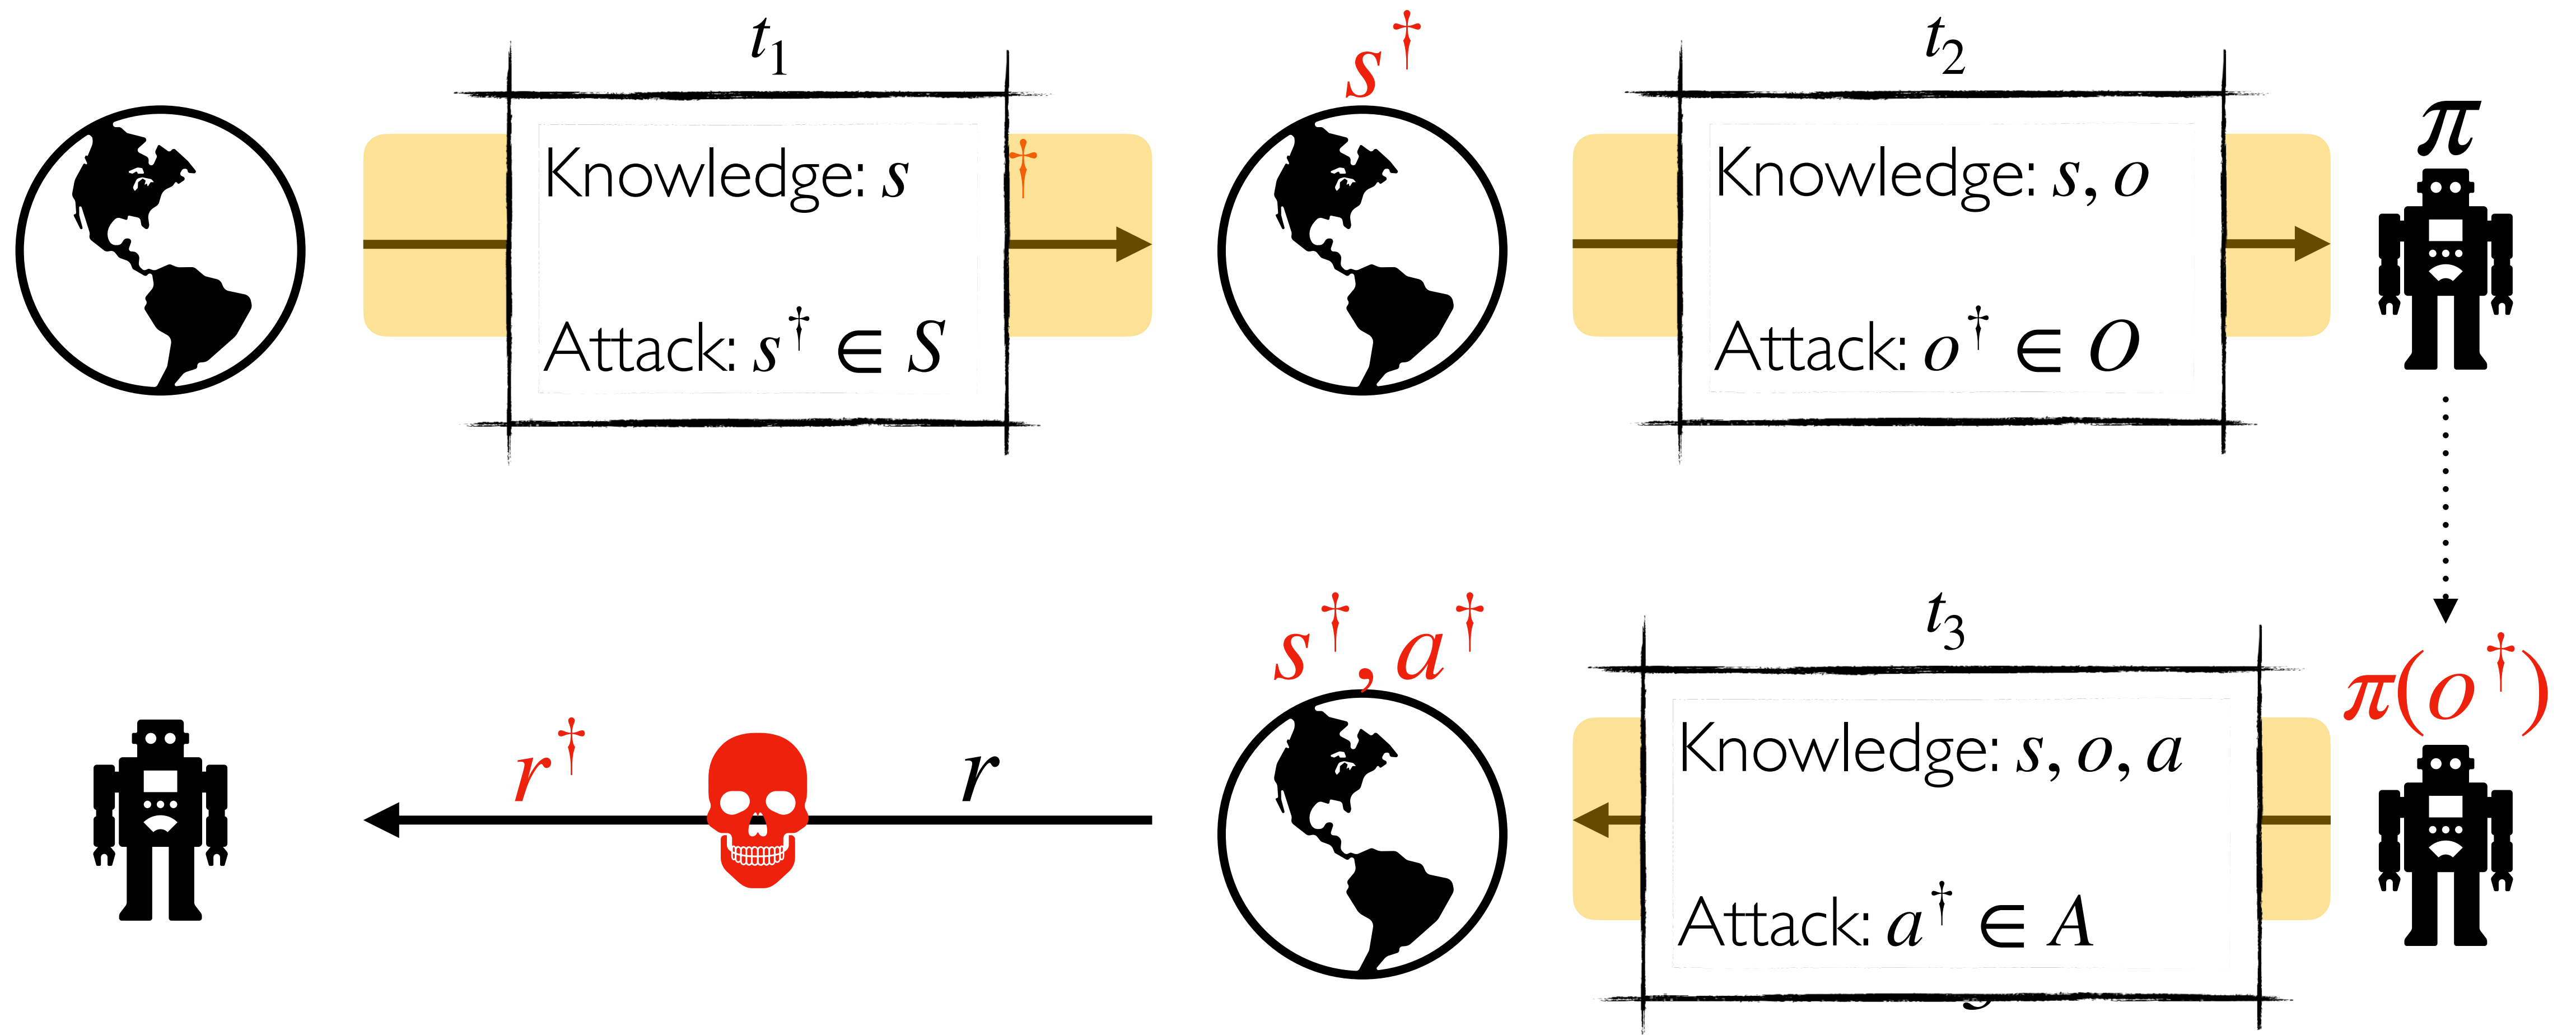 t₁
s†
t₂
π
Knowledge: s
†
Knowledge: s, o
Attack: s† ∈ S
Attack: o† ∈ O
s†, a†
t₃
π(o†)
r†
r
Knowledge: s, o, a
Attack: a† ∈ A